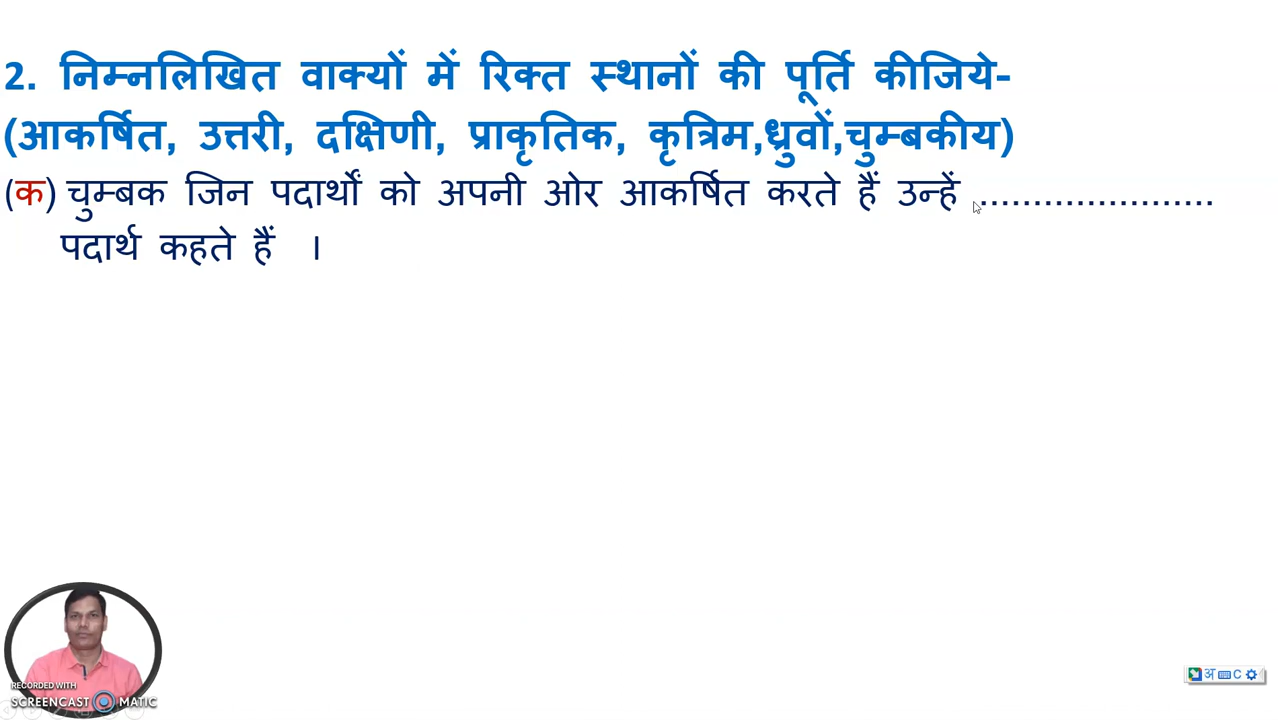 2. निम्नलिखित वाक्यों में रिक्त स्थानों की पूर्ति कीजिये-
(आकर्षित, उत्तरी, दक्षिणी, प्राकृतिक, कृत्रिम,ध्रुवों,चुम्बकीय)
(क) चुम्बक जिन पदार्थों को अपनी ओर आकर्षित करते हैं उन्हें ......................
पदार्थ कहते हैं ।
RECORDED WITH
SCREENCAST MATIC
अ C